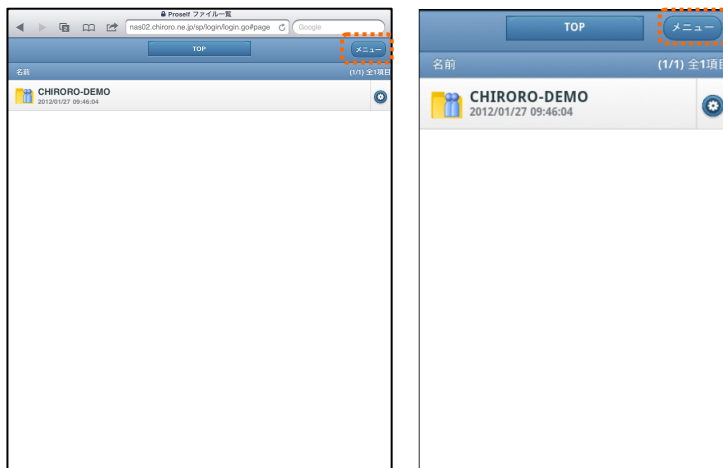 Proself ファイル一覧
nas02.chiroro.ne.jp/sp/login/login.go#page
Google
TOP
メニュー
名前
(1/1) 全1項目
CHIRORO-DEMO
2012/01/27 09:46:04
TOP
メニュー
名前
(1/1) 全1項目
CHIRORO-DEMO
2012/01/27 09:46:04